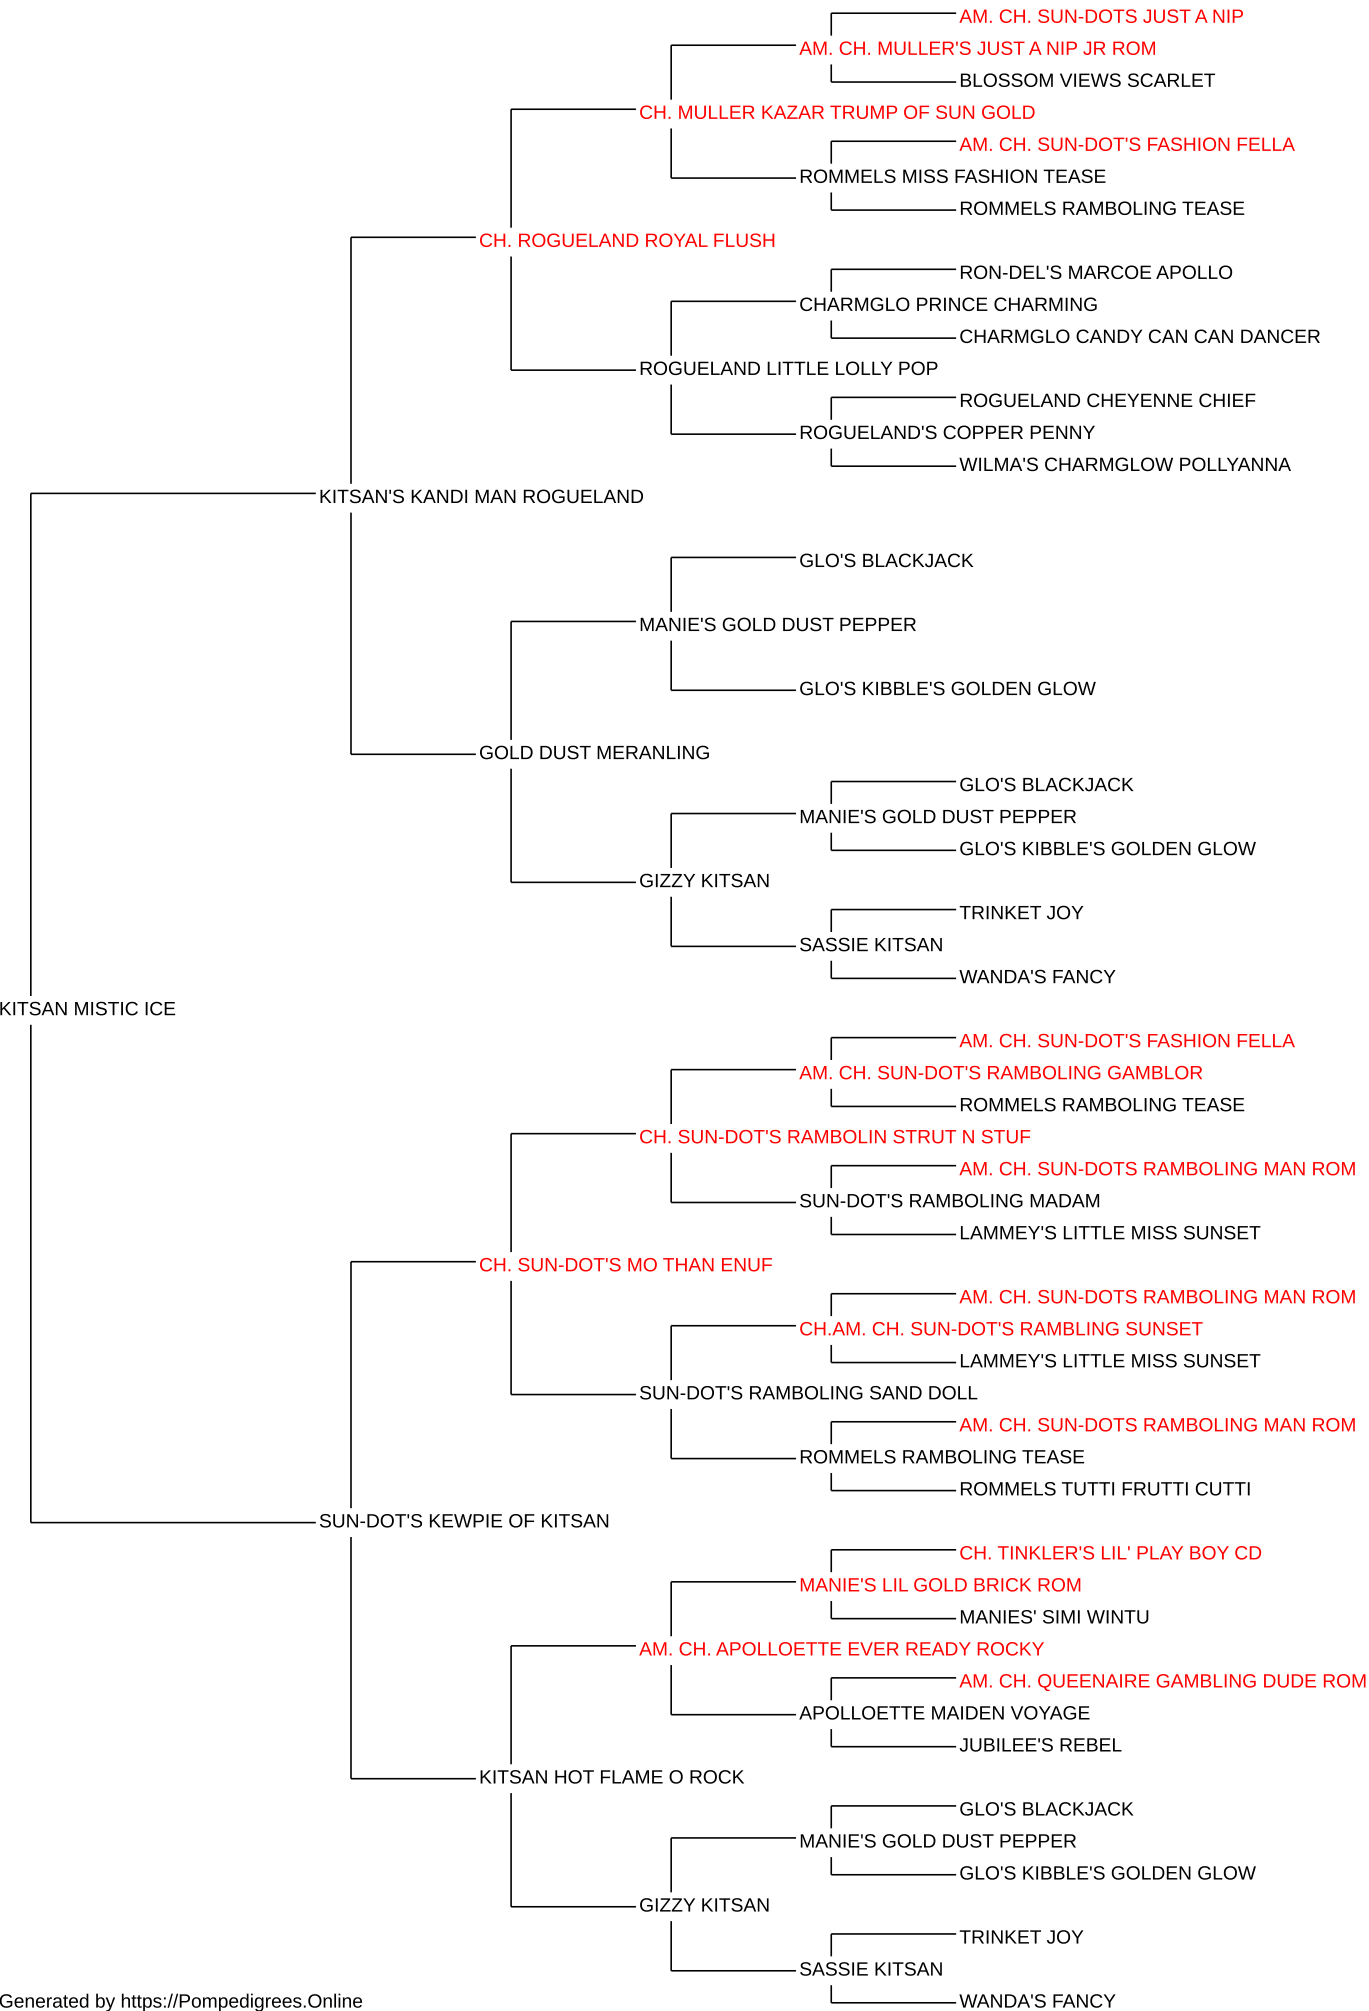 AM. CH. SUN-DOTS JUST A NIP
AM. CH. MULLER'S JUST A NIP JR ROM
BLOSSOM VIEWS SCARLET
CH. MULLER KAZAR TRUMP OF SUN GOLD
AM. CH. SUN-DOT'S FASHION FELLA
ROMMELS MISS FASHION TEASE
ROMMELS RAMBOLING TEASE
CH. ROGUELAND ROYAL FLUSH
RON-DEL'S MARCOE APOLLO
CHARMGLO PRINCE CHARMING
CHARMGLO CANDY CAN CAN DANCER
ROGUELAND LITTLE LOLLY POP
ROGUELAND CHEYENNE CHIEF
ROGUELAND'S COPPER PENNY
WILMA'S CHARMGLOW POLLYANNA
KITSAN'S KANDI MAN ROGUELAND
GLO'S BLACKJACK
MANIE'S GOLD DUST PEPPER
GLO'S KIBBLE'S GOLDEN GLOW
GOLD DUST MERANLING
GLO'S BLACKJACK
MANIE'S GOLD DUST PEPPER
GLO'S KIBBLE'S GOLDEN GLOW
GIZZY KITSAN
TRINKET JOY
SASSIE KITSAN
WANDA'S FANCY
KITSAN MISTIC ICE
AM. CH. SUN-DOT'S FASHION FELLA
AM. CH. SUN-DOT'S RAMBOLING GAMBLOR
ROMMELS RAMBOLING TEASE
CH. SUN-DOT'S RAMBOLIN STRUT N STUF
AM. CH. SUN-DOTS RAMBOLING MAN ROM
SUN-DOT'S RAMBOLING MADAM
LAMMEY'S LITTLE MISS SUNSET
CH. SUN-DOT'S MO THAN ENUF
AM. CH. SUN-DOTS RAMBOLING MAN ROM
CH.AM. CH. SUN-DOT'S RAMBLING SUNSET
LAMMEY'S LITTLE MISS SUNSET
SUN-DOT'S RAMBOLING SAND DOLL
AM. CH. SUN-DOTS RAMBOLING MAN ROM
ROMMELS RAMBOLING TEASE
ROMMELS TUTTI FRUTTI CUTTI
SUN-DOT'S KEWPIE OF KITSAN
CH. TINKLER'S LIL' PLAY BOY CD
MANIE'S LIL GOLD BRICK ROM
MANIES' SIMI WINTU
AM. CH. APOLLOETTE EVER READY ROCKY
AM. CH. QUEENAIRE GAMBLING DUDE ROM
APOLLOETTE MAIDEN VOYAGE
JUBILEE'S REBEL
KITSAN HOT FLAME O ROCK
GLO'S BLACKJACK
MANIE'S GOLD DUST PEPPER
GLO'S KIBBLE'S GOLDEN GLOW
GIZZY KITSAN
TRINKET JOY
SASSIE KITSAN
WANDA'S FANCY
Generated by https://Pompedigrees.Online